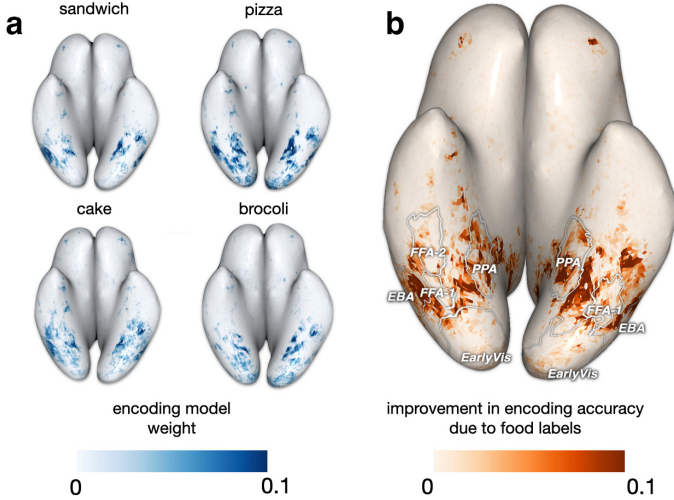 a
sandwich
pizza
cake
brocoli
encoding model
weight
0
0.1
b
FFA-2
PPA
EBA
FFA-1
EarlyVis
PPA
FFA-1
EBA
EarlyVis
improvement in encoding accuracy
due to food labels
0
0.1